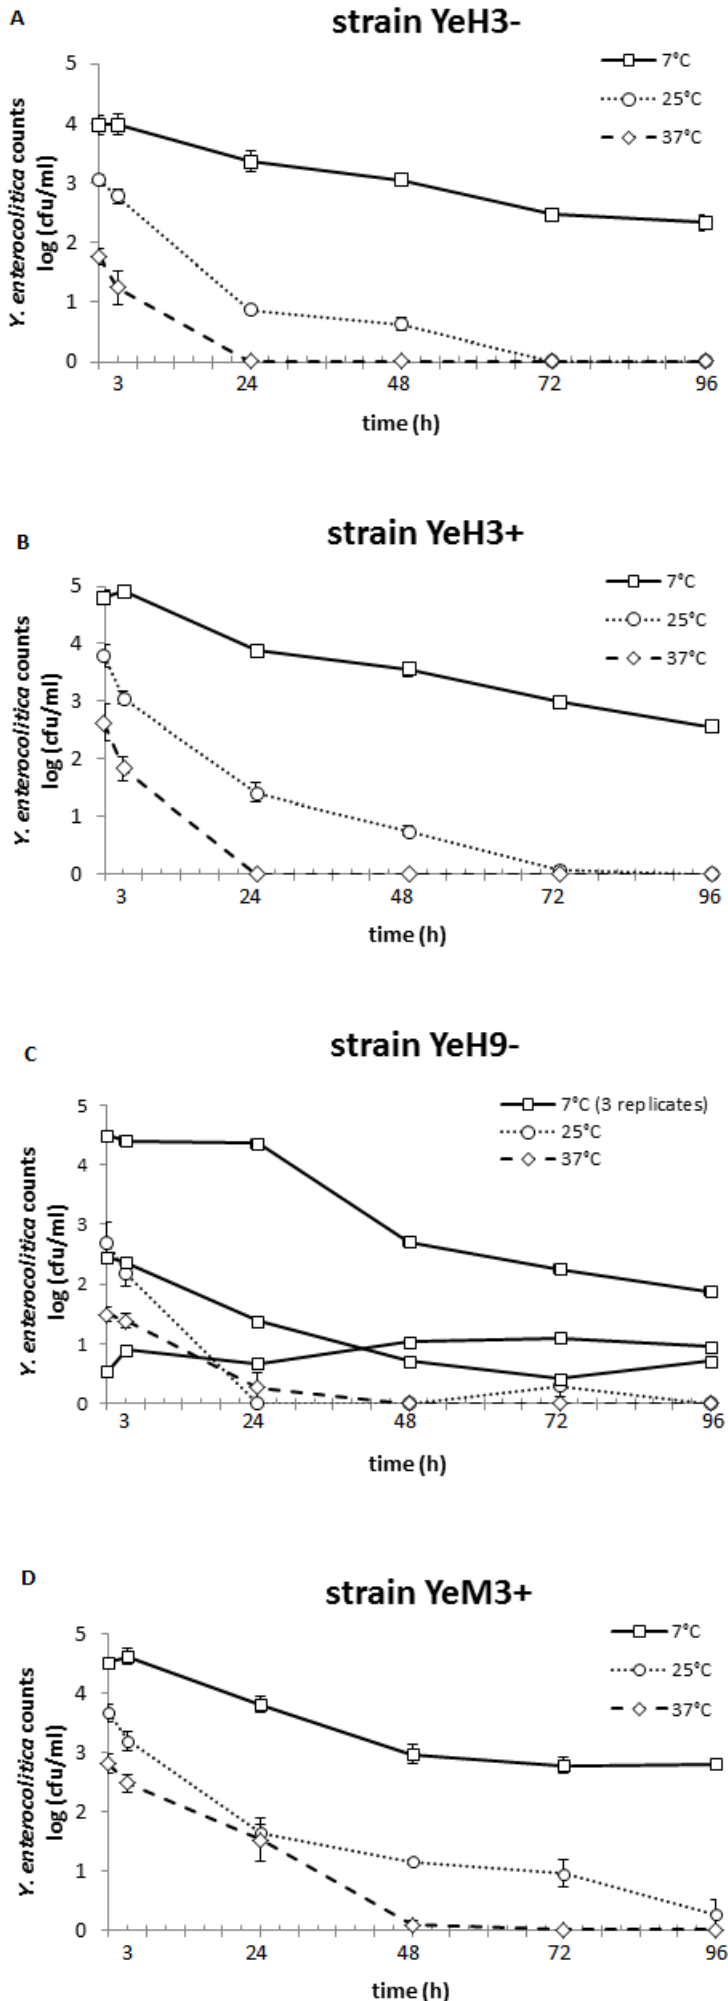 A
strain YeH3-
7°C
25°C
37°C
Y. enterocolitica counts
log (cfu/ml)
5
4
3
2
1
0
3 24 48 72 96
time (h)
B
strain YeH3+
7°C
25°C
37°C
Y. enterocolitica counts
log (cfu/ml)
5
4
3
2
1
0
3 24 48 72 96
time (h)
C
strain YeH9-
7°C (3 replicates)
25°C
37°C
Y. enterocolitica counts
log (cfu/ml)
5
4
3
2
1
0
3 24 48 72 96
time (h)
D
strain YeM3+
7°C
25°C
37°C
Y. enterocolitica counts
log (cfu/ml)
5
4
3
2
1
0
3 24 48 72 96
time (h)